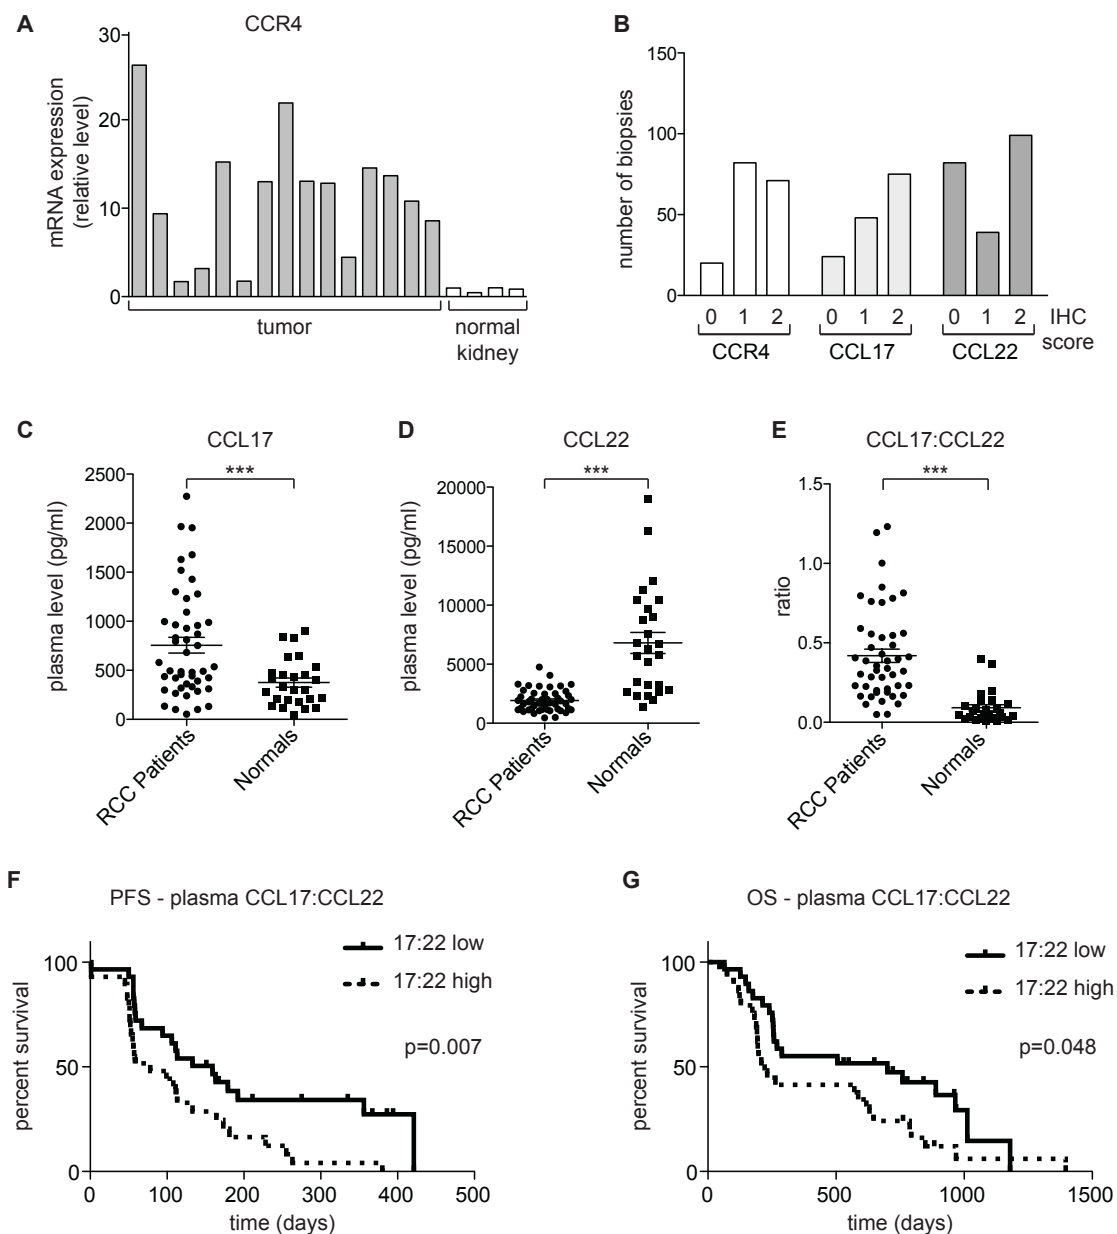 A
CCR4
mRNA expression
(relative level)
30
20
10
0
tumor
normal
kidney
B
number of biopsies
150
100
50
0
0 1 2 0 1 2 0 1 2 IHC
score
CCR4 CCL17 CCL22
C
CCL17
***
plasma level (pg/ml)
2500
2000
1500
1000
500
0
RCC Patients
Normals
D
CCL22
***
plasma level (pg/ml)
20000
15000
10000
5000
0
RCC Patients
Normals
E
CCL17:CCL22
***
ratio
1.5
1.0
0.5
0.0
RCC Patients
Normals
F
PFS - plasma CCL17:CCL22
17:22 low
17:22 high
p=0.007
percent survival
100
50
0
0 100 200 300 400 500
time (days)
G
OS - plasma CCL17:CCL22
17:22 low
17:22 high
p=0.048
percent survival
100
50
0
0 500 1000 1500
time (days)